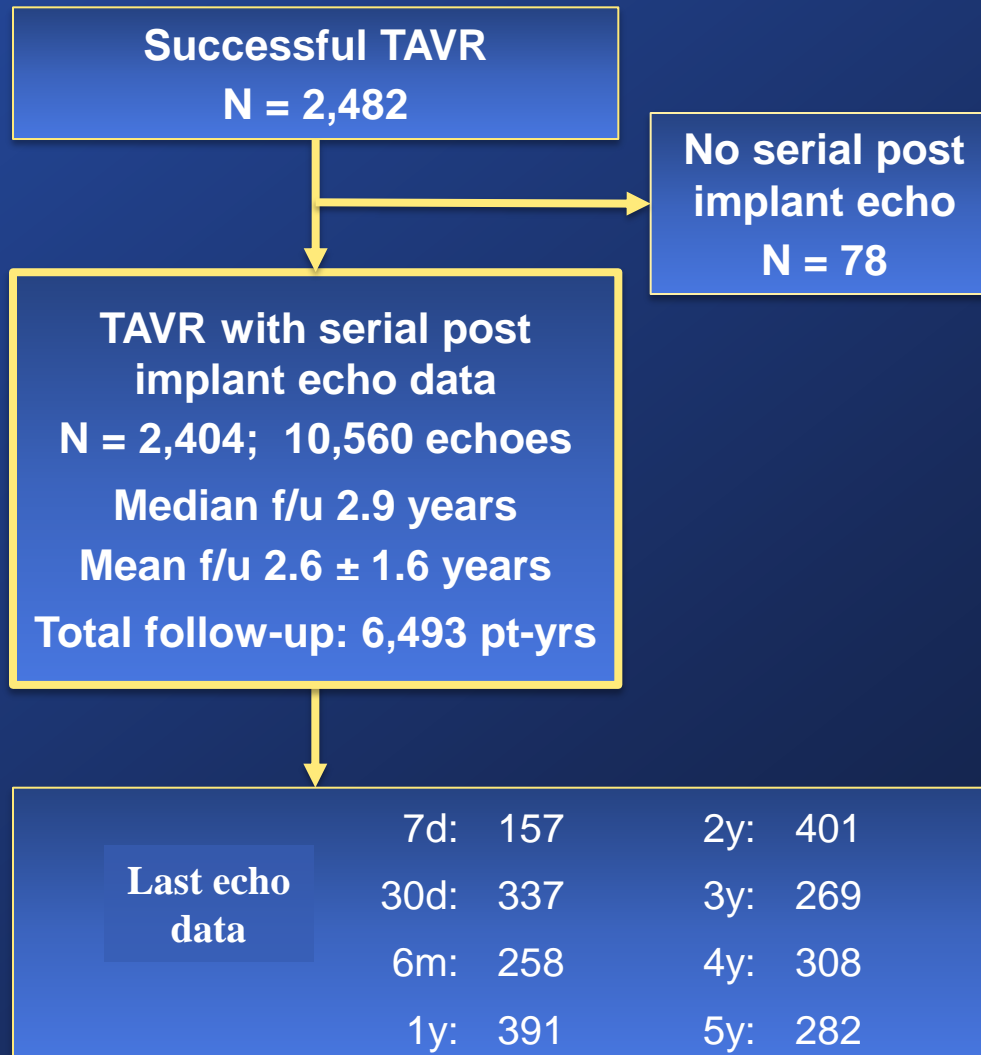 Successful TAVR
N = 2,482
No serial post
implant echo
N = 78
TAVR with serial post
implant echo data
N = 2,404; 10,560 echoes
Median f/u 2.9 years
Mean f/u 2.6 ± 1.6 years
Total follow-up: 6,493 pt-yrs
Last echo
data
7d: 157 2y: 401
30d: 337 3y: 269
6m: 258 4y: 308
1y: 391 5y: 282